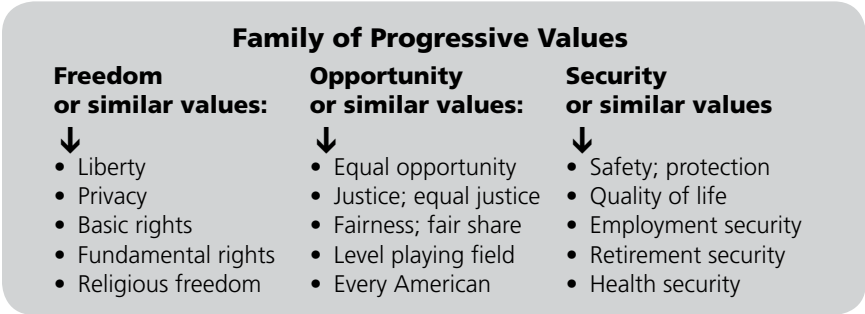 Family of Progressive Values
Freedom
or similar values:
↓
• Liberty
• Privacy
• Basic rights
• Fundamental rights
• Religious freedom
Opportunity
or similar values:
↓
• Equal opportunity
• Justice; equal justice
• Fairness; fair share
• Level playing field
• Every American
Security
or similar values
↓
• Safety; protection
• Quality of life
• Employment security
• Retirement security
• Health security